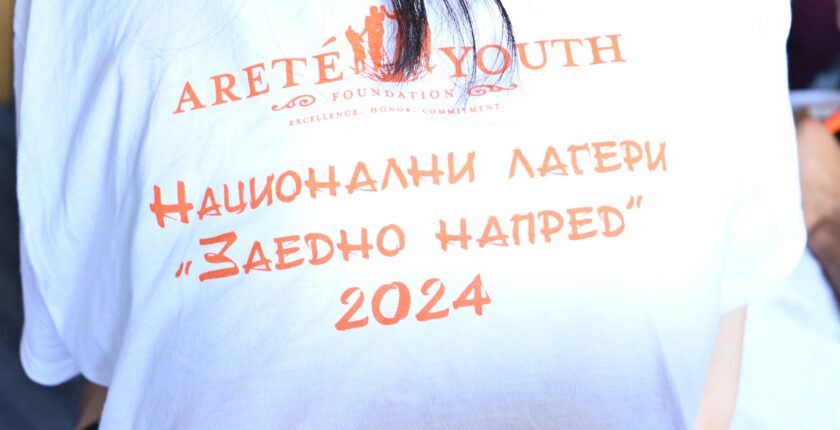 ARETÉ YOUTH
FOUNDATION
EXCELLENCE. HONOR. COMMITMENT.
НАЦИОНАЛНИ ЛАГЕРИ
„ЗАЕДНО НАПРЕД“
2024